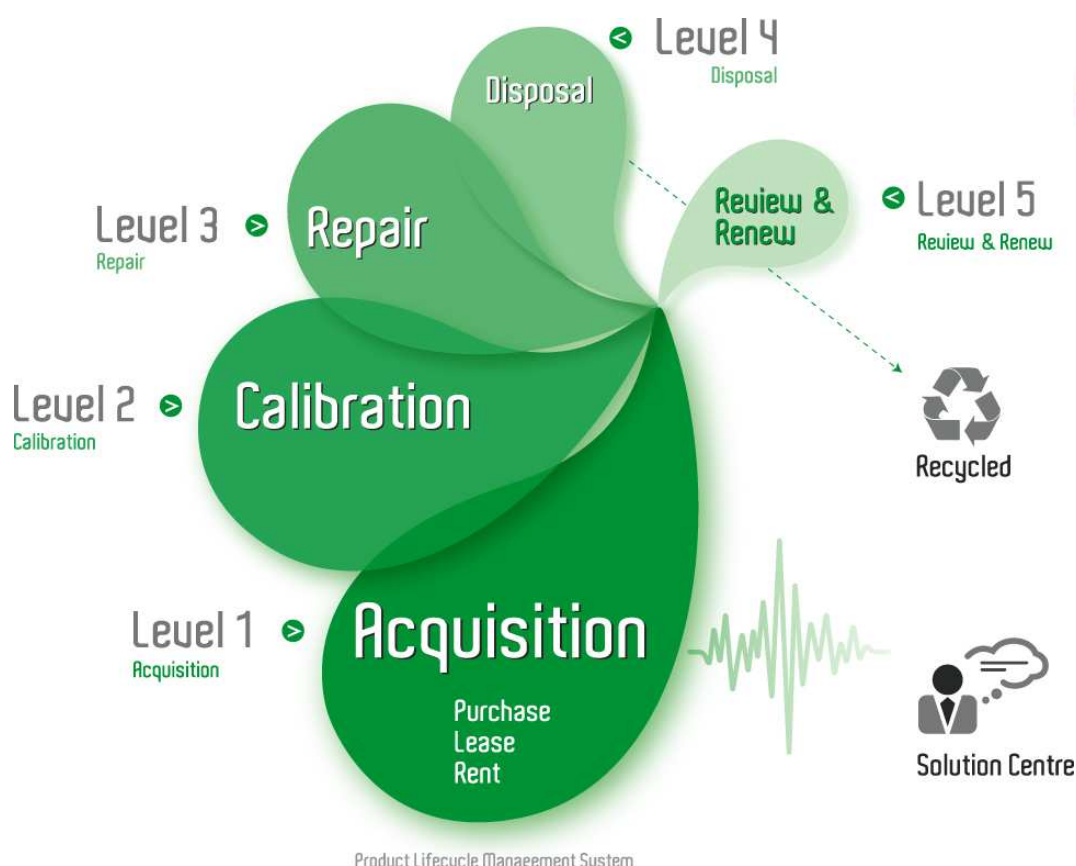 Level 4
Disposal
Disposal
Level 5
Review & Renew
Review &
Renew
Level 3
Repair
Repair
Level 2
Calibration
Calibration
Recycled
Level 1
Acquisition
Acquisition
Purchase
Lease
Rent
Solution Centre
Product Lifecycle Management System